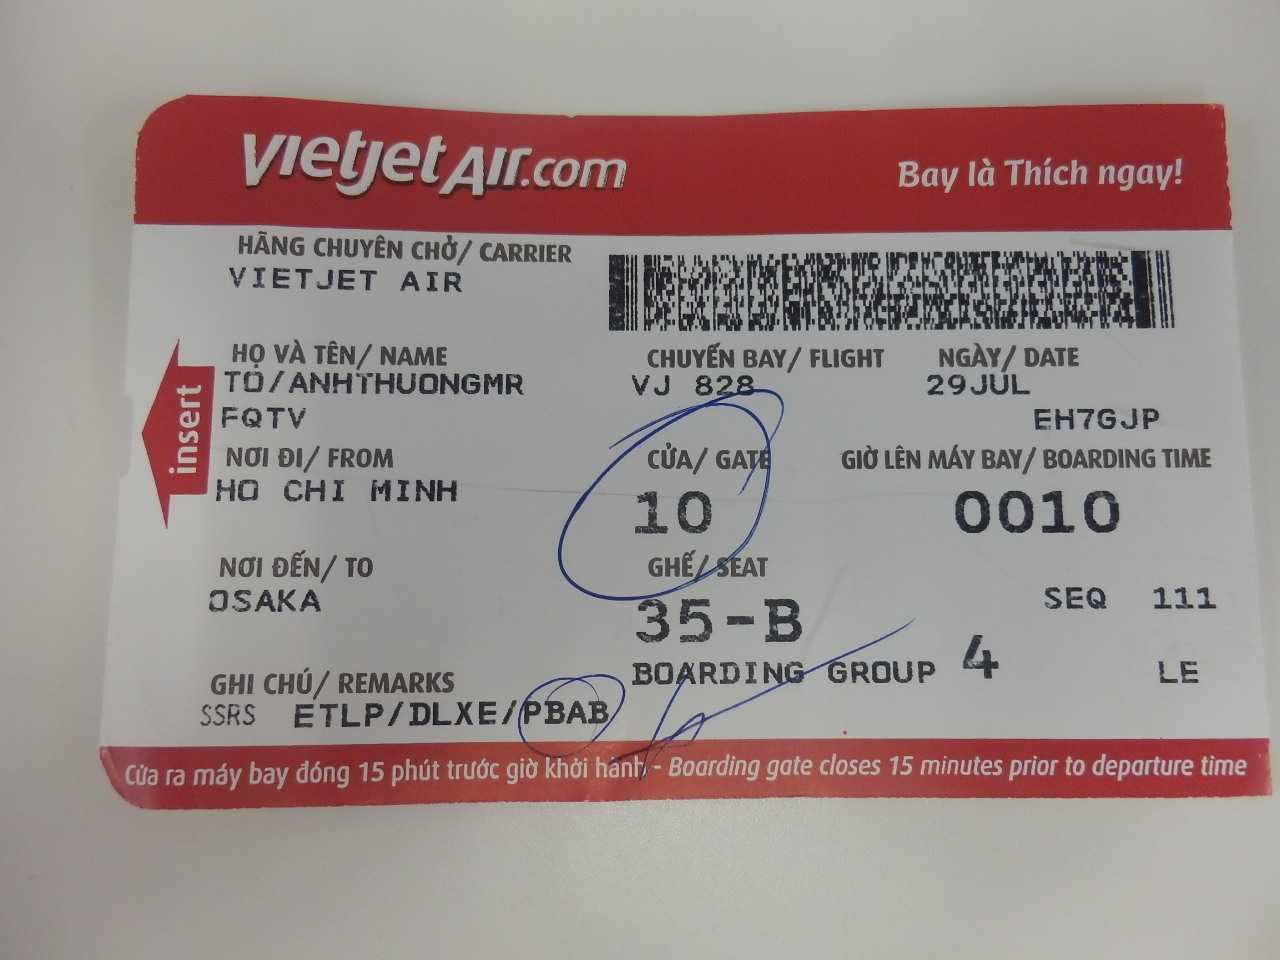 vietjet Air.com
Bay là Thích ngay!
HÃNG CHUYÊN CHỞ/ CARRIER
VIETJET AIR
HỌ VÀ TÊN/ NAME
TO/ANHTHUONGMR
CHUYẾN BAY/ FLIGHT
VJ 828
NGÀY/ DATE
29JUL
FQTV
EH7GJP
insert
NƠI ĐI/ FROM
HO CHI MINH
CỬA/ GATE
10
GIỜ LÊN MÁY BAY/ BOARDING TIME
0010
NƠI ĐẾN/ TO
OSAKA
GHẾ/ SEAT
35-B
SEQ 111
BOARDING GROUP 4
LE
GHI CHÚ/ REMARKS
SSRS ETLP/DLXE/PBAB
Cửa ra máy bay đóng 15 phút trước giờ khởi hành - Boarding gate closes 15 minutes prior to departure time